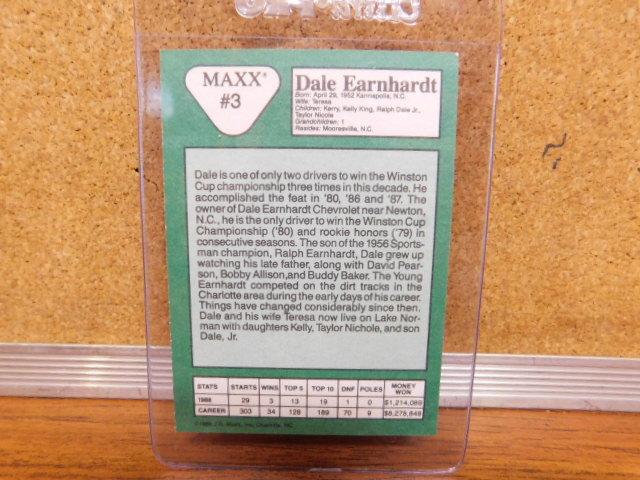 MAXX®
#3
Dale Earnhardt
Born: April 29, 1952 Kannapolis, N.C.
Wife: Teresa
Children: Kerry, Kelly King, Ralph Dale Jr.,
Taylor Nicole
Grandchildren: 1
Resides: Mooresville, N.C.
Dale is one of only two drivers to win the Winston
Cup championship three times in this decade. He
accomplished the feat in '80, '86 and '87. The
owner of Dale Earnhardt Chevrolet near Newton,
N.C., he is the only driver to win the Winston Cup
Championship ('80) and rookie honors ('79) in
consecutive seasons. The son of the 1956 Sports-
man champion, Ralph Earnhardt, Dale grew up
watching his late father, along with David Pear-
son, Bobby Allison,and Buddy Baker. The Young
Earnhardt competed on the dirt tracks in the
Charlotte area during the early days of his career.
Things have changed considerably since then.
Dale and his wife Teresa now live on Lake Nor-
man with daughters Kelly, Taylor Nichole, and son
Dale, Jr.
STATS STARTS WINS TOP 5 TOP 10 DNF POLES MONEY WON
1988 29 3 13 19 1 0 $1,214,089
CAREER 303 34 128 189 70 9 $8,278,848
Charlotte, NC